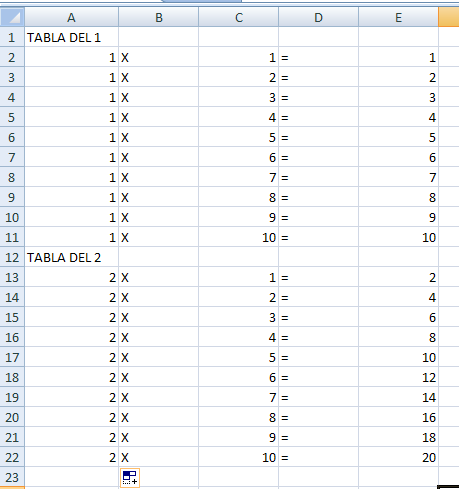 A B C D E
1 TABLA DEL 1
2 1 X 1 = 1
3 1 X 2 = 2
4 1 X 3 = 3
5 1 X 4 = 4
6 1 X 5 = 5
7 1 X 6 = 6
8 1 X 7 = 7
9 1 X 8 = 8
10 1 X 9 = 9
11 1 X 10 = 10
12 TABLA DEL 2
13 2 X 1 = 2
14 2 X 2 = 4
15 2 X 3 = 6
16 2 X 4 = 8
17 2 X 5 = 10
18 2 X 6 = 12
19 2 X 7 = 14
20 2 X 8 = 16
21 2 X 9 = 18
22 2 X 10 = 20
23